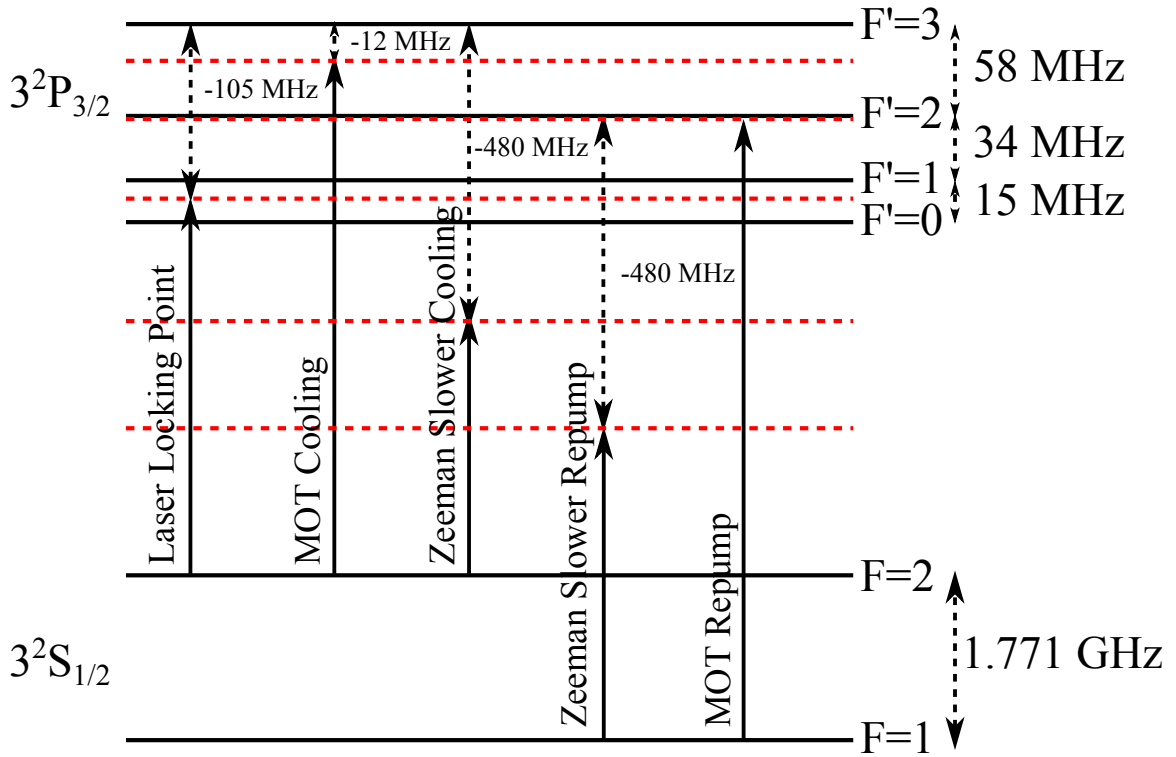 F'=3
-12 MHz
58 MHz
3²P₃/₂
-105 MHz
F'=2
-480 MHz
34 MHz
F'=1
15 MHz
F'=0
-480 MHz
Laser Locking Point
MOT Cooling
Zeeman Slower Cooling
Zeeman Slower Repump
MOT Repump
F=2
3²S₁/₂
1.771 GHz
F=1